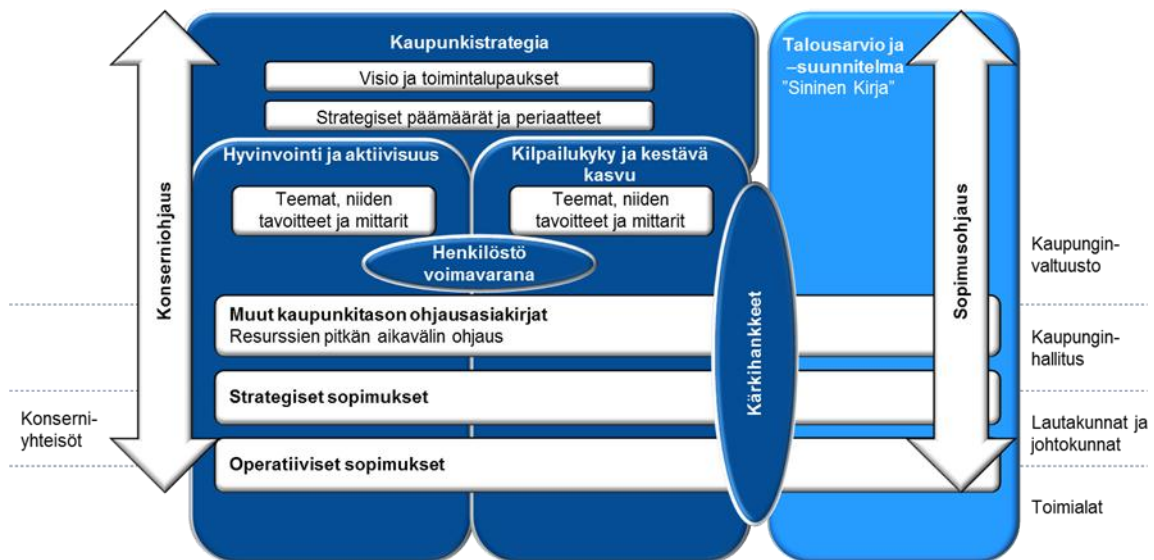 Kaupunkistrategia
Visio ja toimintalupaukset
Strategiset päämäärät ja periaatteet
Hyvinvointi ja aktiivisuus
Teemat, niiden
tavoitteet ja mittarit
Kilpailukyky ja kestävä
kasvu
Teemat, niiden
tavoitteet ja mittarit
Henkilöstö
voimavarana
Talousarvio ja
–suunnitelma
"Sininen Kirja"
Konserniohjaus
Sopimusohjaus
Kärkihankkeet
Muut kaupunkitason ohjausasiakirjat
Resurssien pitkän aikavälin ohjaus
Strategiset sopimukset
Operatiiviset sopimukset
Konserni-
yhteisöt
Kaupungin-
valtuusto
Kaupungin-
hallitus
Lautakunnat ja
johtokunnat
Toimialat